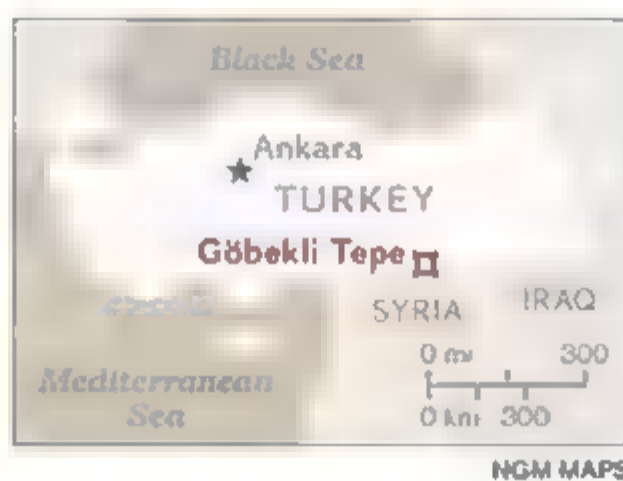 Black Sea
Ankara
TURKEY
Göbekli Tepe
SYRIA
IRAQ
0 mi 300
Mediterranean
Sea
0 km 300
NGM MAPS